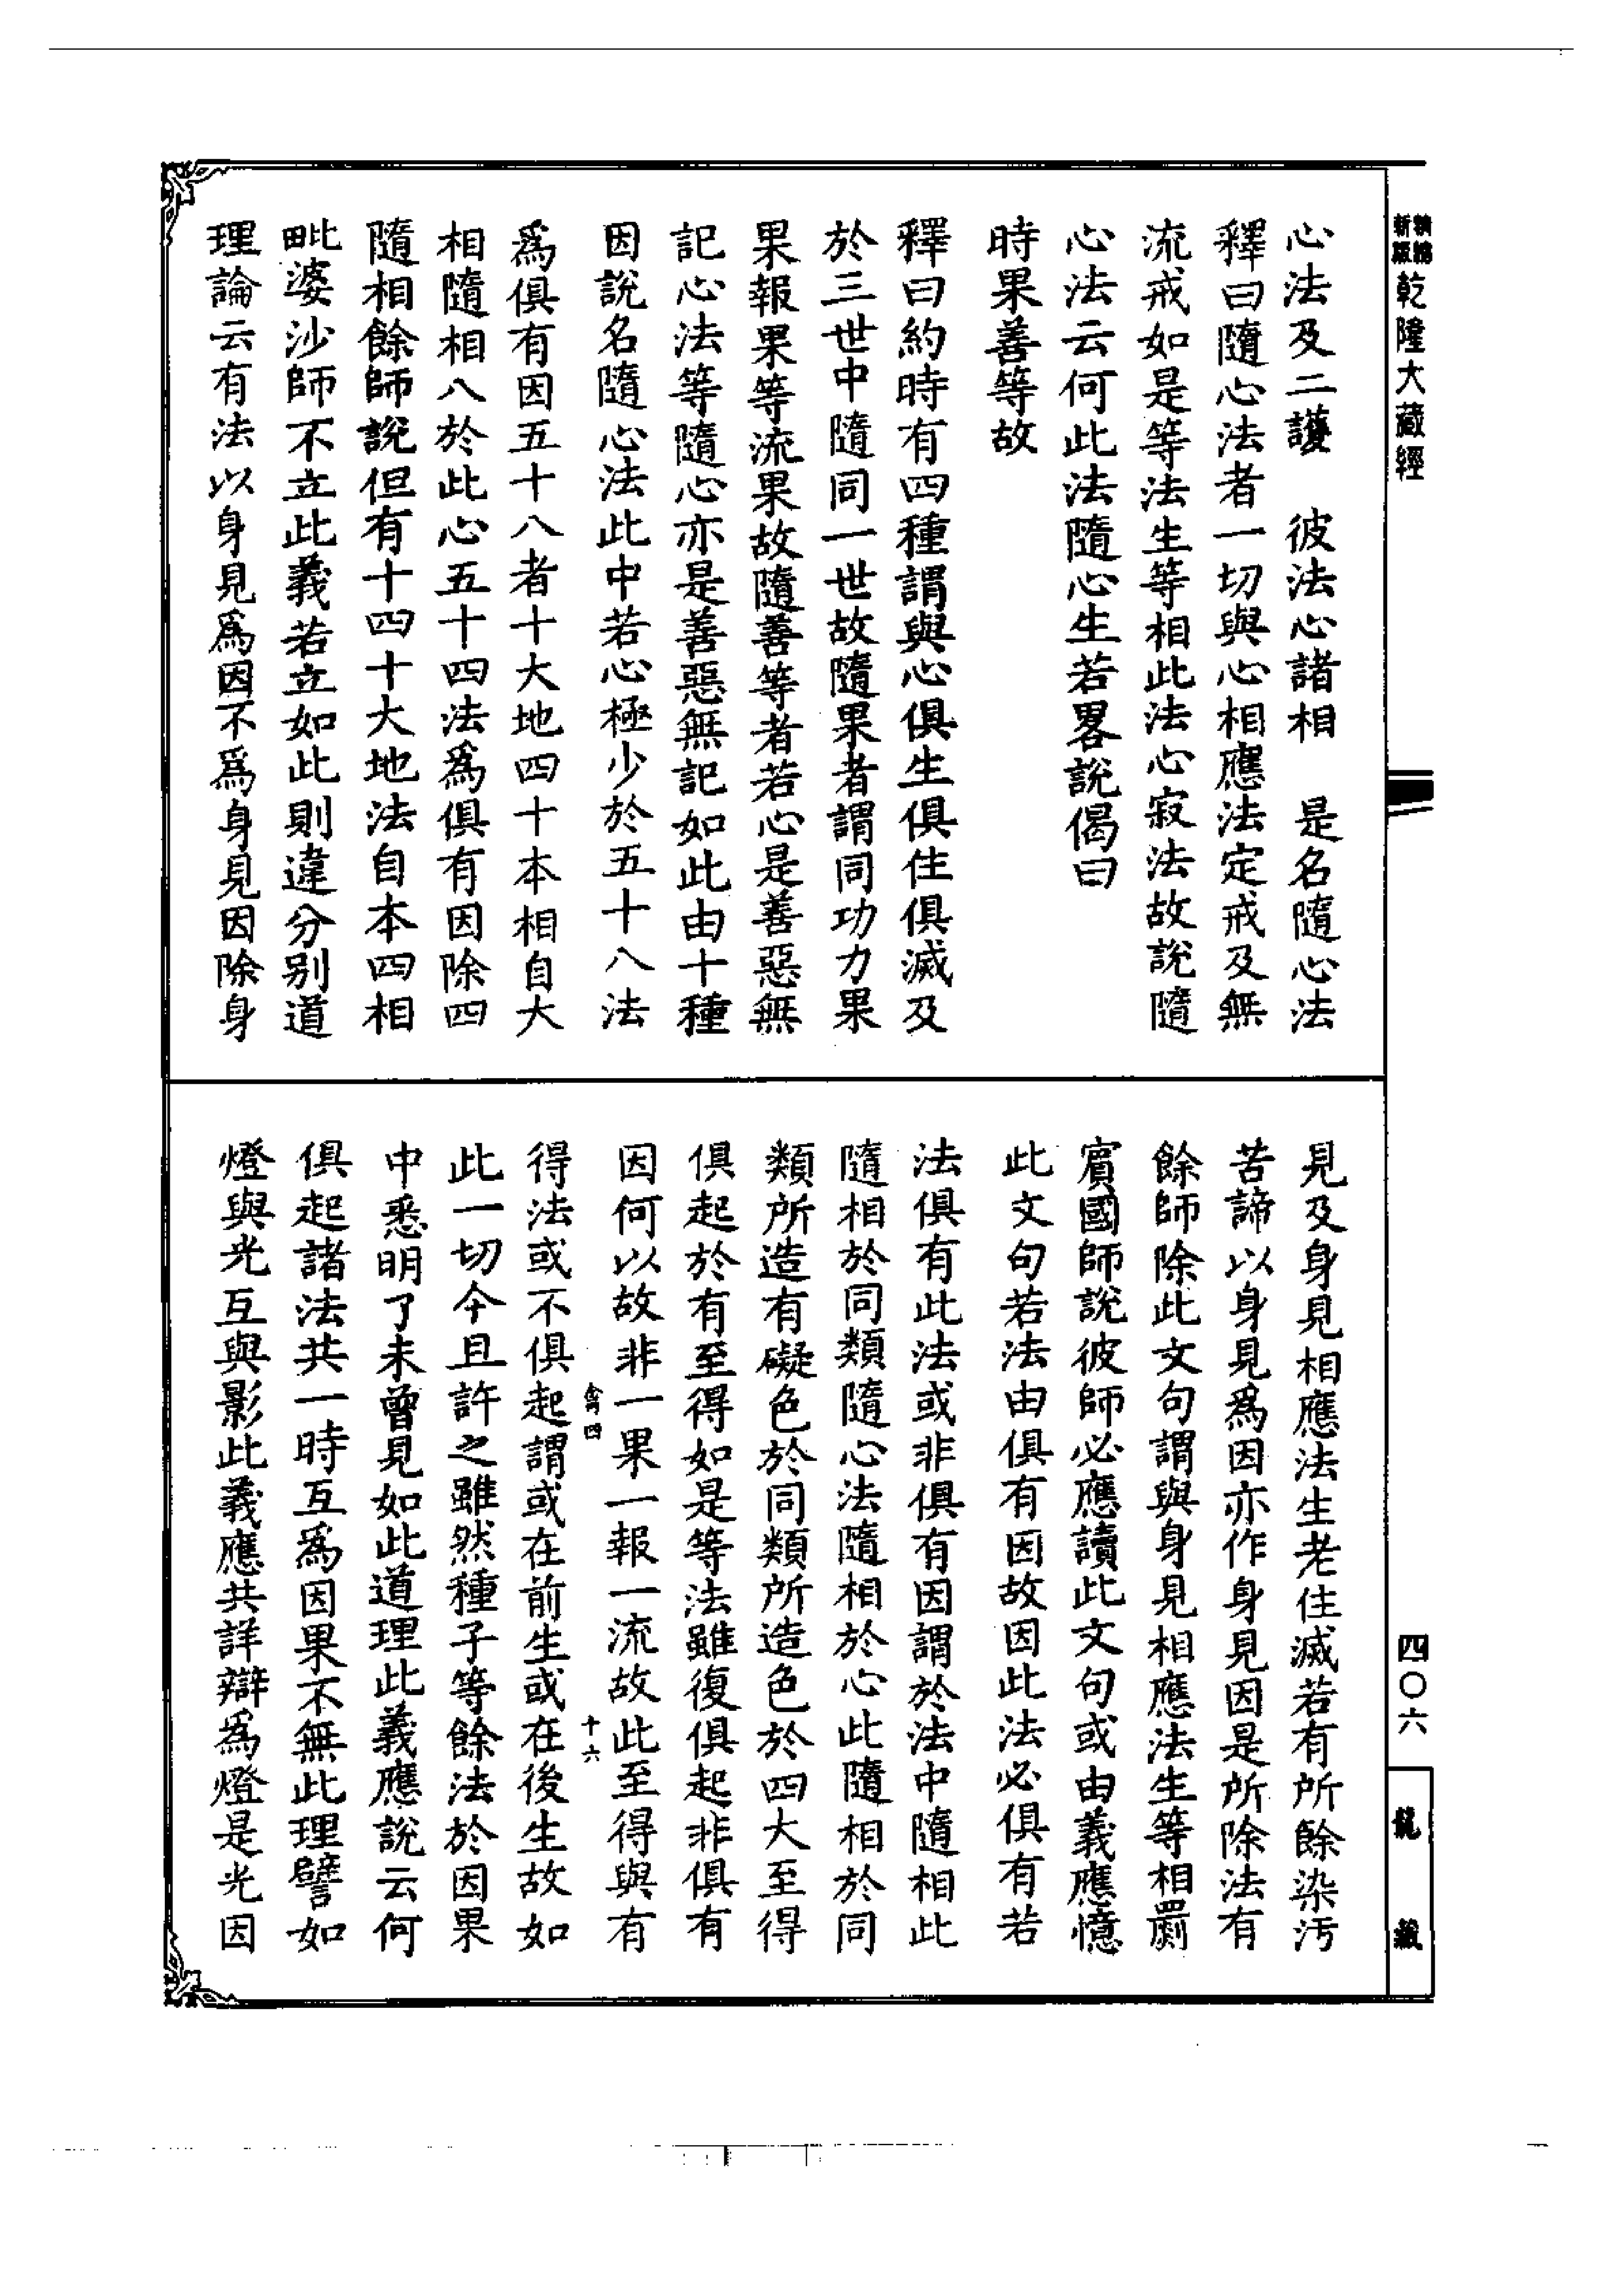 新編
新版
乾隆大藏經
心法及二護　彼法心諸相　是名隨心法
釋曰隨心法者一切與心相應法定戒及無
流戒如是等法生等相此法心寂法故說隨
心法云何此法隨心生若畧說偈曰
時果善等故
釋曰約時有四種謂與心俱生俱住俱滅及
於三世中隨同一世故隨果者謂同功力果
果報果等流果故隨善等者若心是善惡無
記心法等隨心亦是善惡無記如此由十種
因說名隨心法此中若心極少於五十八法
爲俱有因五十八者十大地四十本相自大
相隨相八於此心五十四法爲俱有因除四
隨相餘師說但有十四十大地法自本四相
毗婆沙師不立此義若立如此則違分別道
理論云有法以身見爲因不爲身見因除身
見及身見相應法生老住滅若有所餘染汚
苦諦以身見爲因亦作身見因是所除法有
餘師除此文句謂與身見相應法生等相罽
賓國師說彼師必應讀此文句或由義應憶
此文句若法由俱有因故因此法必俱有若
法俱有此法或非俱有因謂於法中隨相此
隨相於同類隨心法隨相於心此隨相於同
類所造有礙色於同類所造色於四大至得
俱起於有至得如是等法雖復俱起非俱有
因何以故非一果一報一流故此至得與有
禽四
十六
得法或不俱起謂或在前生或在後生故如
此一切今且許之雖然種子等餘法於因果
中悉明了未曾見如此道理此義應說云何
俱起諸法共一時互爲因果不無此理譬如
燈與光互與影此義應共詳辯爲燈是光因
四〇六
龍藏